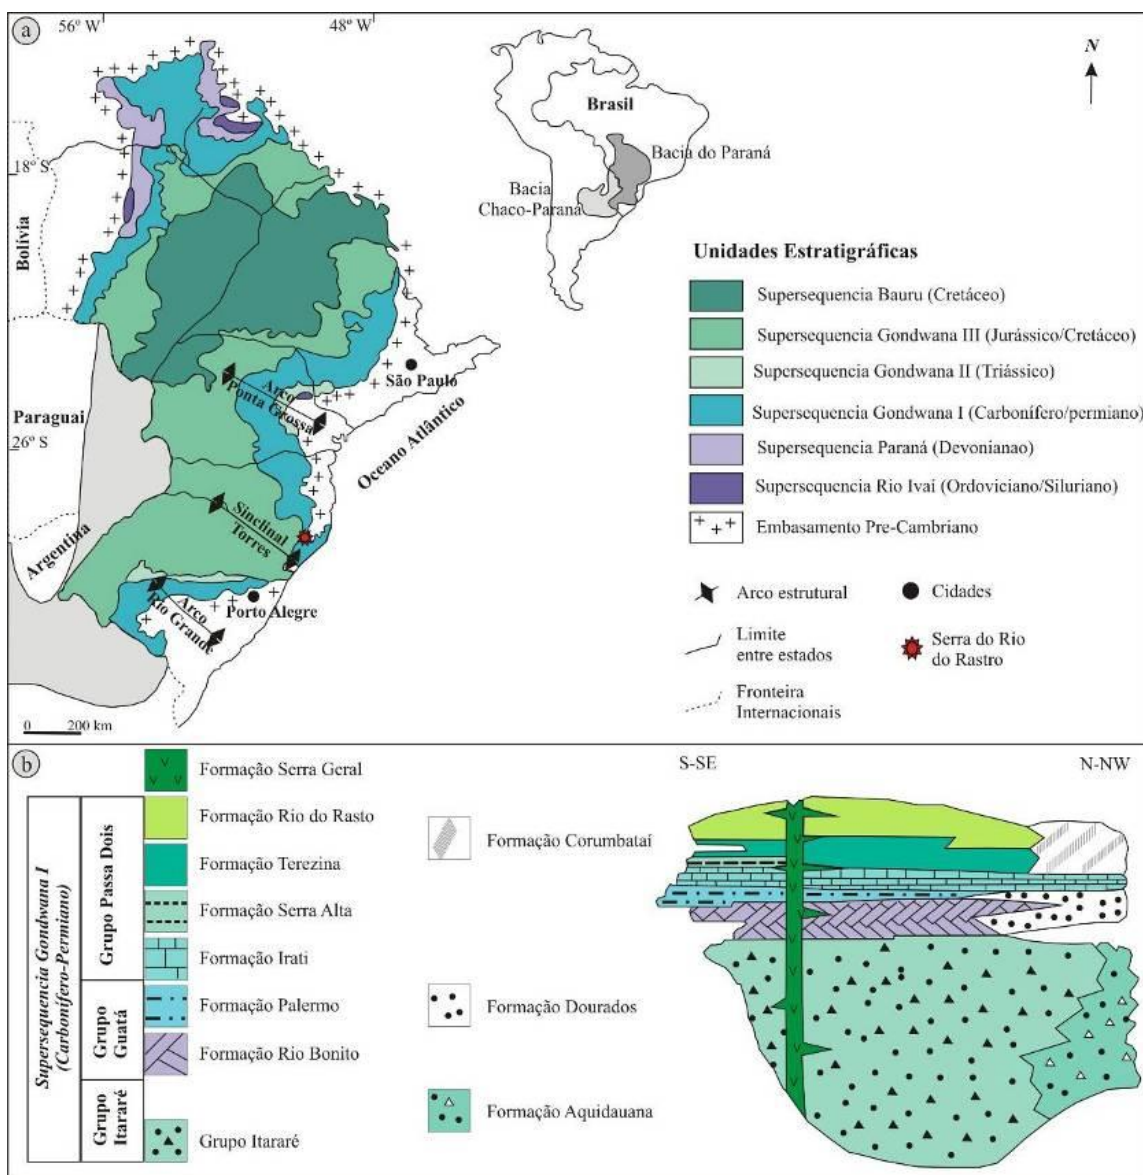 a
56º W
48º W
N
Brasil
Bacia do Paraná
Bacia
Chaco-Paraná
18º S
Bolívia
Unidades Estratigráficas
Supersequencia Bauru (Cretáceo)
Supersequencia Gondwana III (Jurássico/Cretáceo)
Supersequencia Gondwana II (Triássico)
Supersequencia Gondwana I (Carbonífero/permiano)
Supersequencia Paraná (Devonianao)
Supersequencia Rio Ivaí (Ordoviciano/Siluriano)
Embasamento Pre-Cambriano
São Paulo
Arco
Ponta Grossa
Paraguai
26º S
Oceano Atlântico
Sinclinal
Torres
Argentina
Arco
Rio Grande
Porto Alegre
Arco estrutural
Cidades
Limite
entre estados
Serra do Rio
do Rastro
Fronteira
Internacionais
0 200 km
b
Supersequencia Gondwana I
(Carbonífero-Permiano)
Grupo Passa Dois
Grupo
Guatá
Grupo
Itararé
Formação Serra Geral
Formação Rio do Rasto
Formação Terezina
Formação Serra Alta
Formação Irati
Formação Palermo
Formação Rio Bonito
Grupo Itararé
Formação Corumbataí
Formação Dourados
Formação Aquidauana
S-SE
N-NW